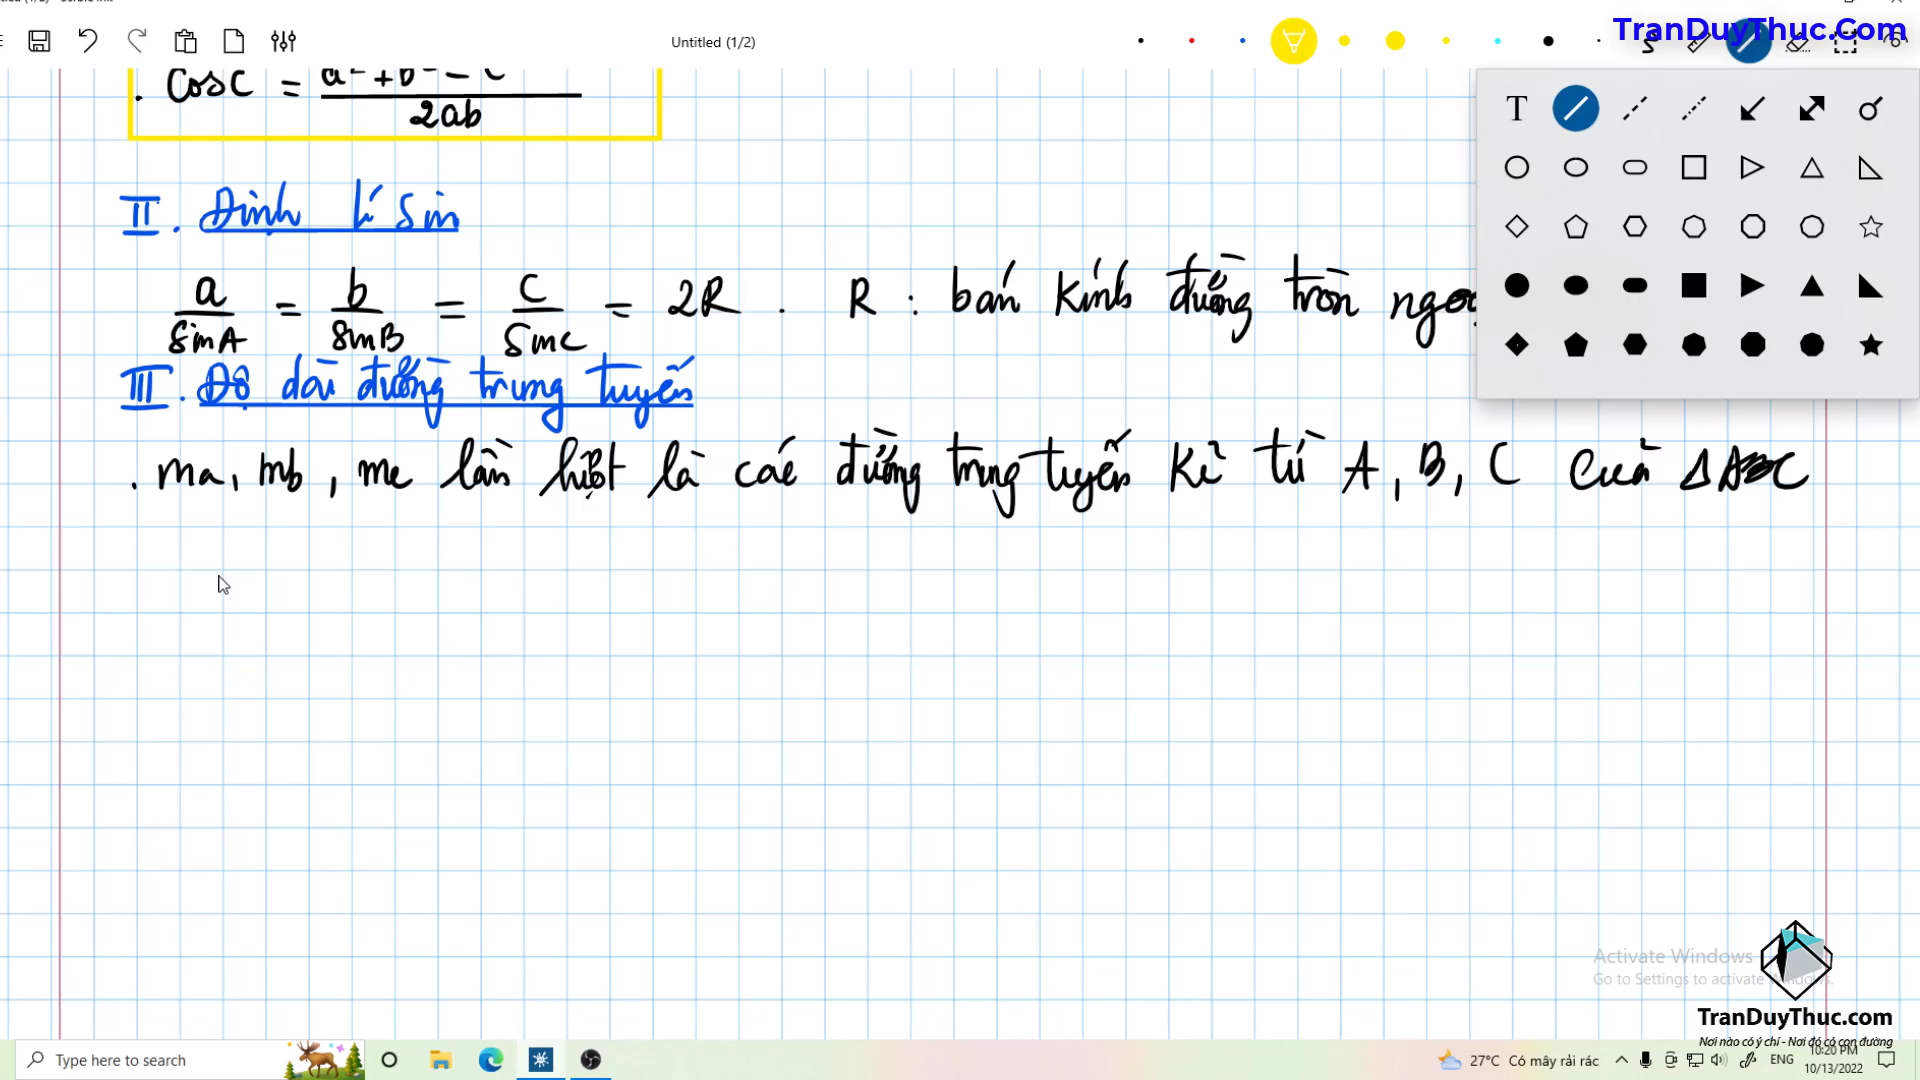 Untitled (1/2)
TranDuyThuc.Com
. CosC = a² + b² - c² / 2ab
II. Định lí Sin
a/SinA = b/SinB = c/SinC = 2R . R : bán kính đường tròn
III. Độ dài đường trung tuyến
. ma, mb, mc lần lượt là các đường trung tuyến kẻ từ A, B, C của Δ ABC
T
Activate Windows
Go to Settings to activate Windows.
TranDuyThuc.com
Nơi nào có ý chí - Nơi đó có con đường
Type here to search
27°C Có mây rải rác
ENG
10:20 PM
10/13/2022